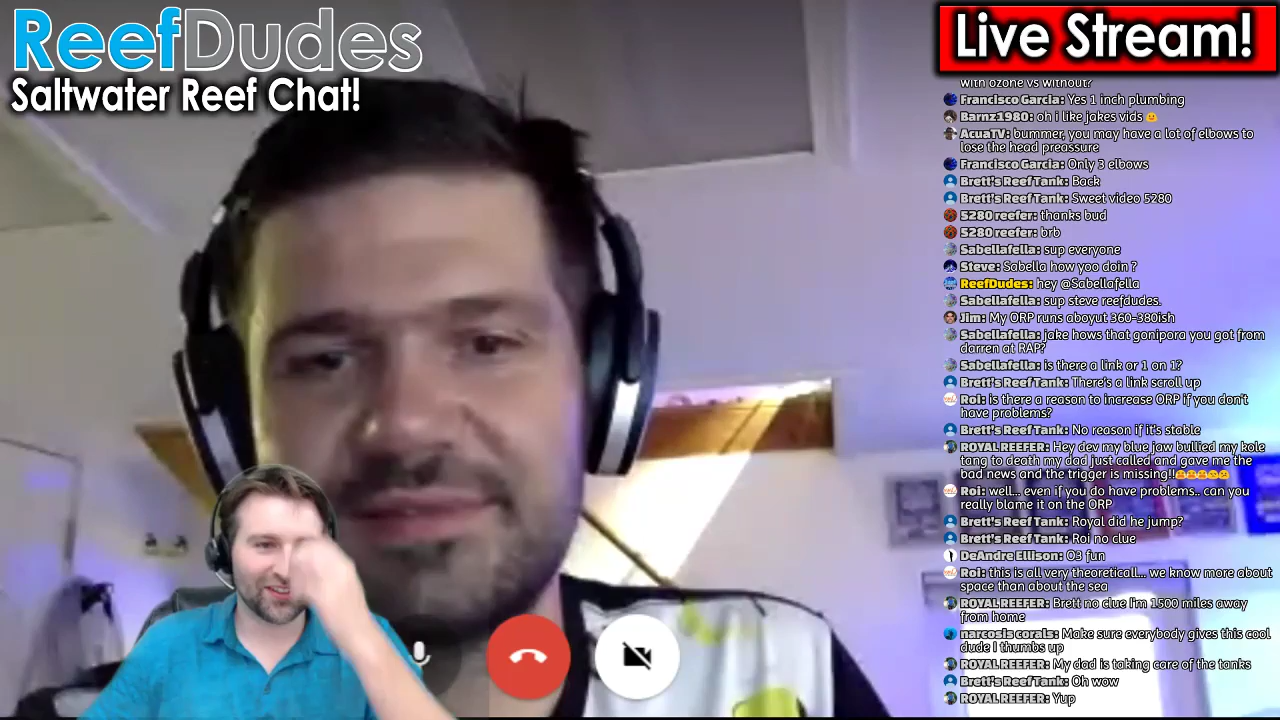 ReefDudes
Saltwater Reef Chat!
Live Stream!
with ozone vs without?
Francisco Garcia: Yes 1 inch plumbing
Barnz1980: oh i like jakes vids
AcuaTV: bummer, you may have a lot of elbows to
lose the head preassure
Francisco Garcia: Only 3 elbows
Brett's ReefTank: Back
Brett's ReefTank: Sweet video 5280
5280 reefer: thanks bud
5280 reefer: brb
Sabellafella: sup everyone
Steve: Sabella how yoo doin ?
ReefDudes: hey @Sabellafella
Sabellafella: sup steve reefdudes.
Jim: My ORP runs aboyut 360-380ish
Sabellafella: jake hows that gonipora you got from
darren at RAP?
Sabellafella: is there a link or 1 on 1?
Brett's ReefTank: There's a link scroll up
Roi: is there a reason to increase ORP if you don't
have problems?
Brett's ReefTank: No reason if it's stable
ROYAL REEFER: Hey dev my blue jaw bullied my kole
tang to death my dad just called and gave me the
bad news and the trigger is missing!!
Roi: well... even if you do have problems.. can you
really blame it on the ORP
Brett's ReefTank: Royal did he jump?
Brett's ReefTank: Roi no clue
DeAndre Ellison: O3 fun
Roi: this is all very theoreticall... we know more about
space than about the sea
ROYAL REEFER: Brett no clue I'm 1500 miles away
from home
narcosis corals: Make sure everybody gives this cool
dude I thumbs up
ROYAL REEFER: My dad is taking care of the tanks
Brett's ReefTank: Oh wow
ROYAL REEFER: Yup